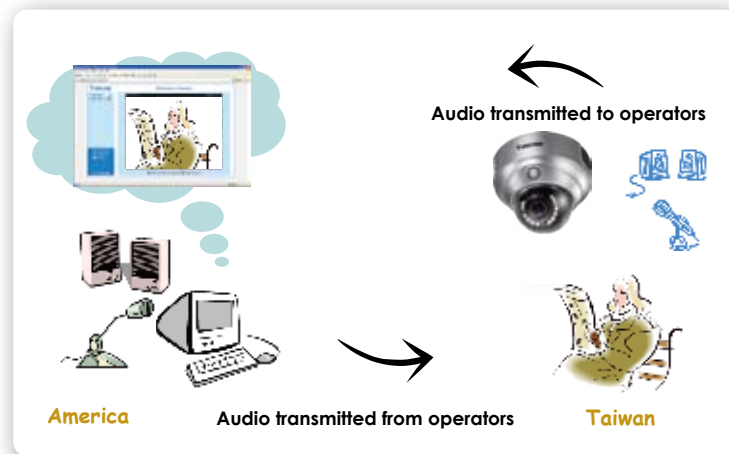 Audio transmitted to operators
America
Audio transmitted from operators
Taiwan